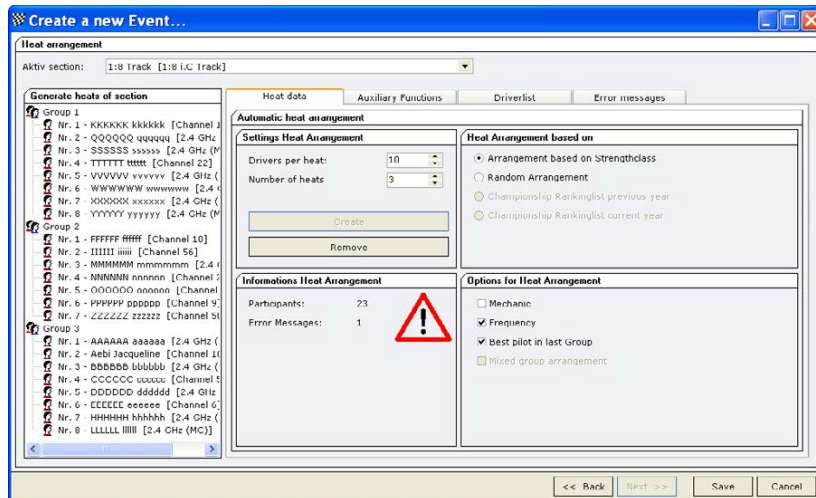 Create a new Event...
Heat arrangement
Aktiv section: 1:8 Track [1:8 I.C Track]
Generate heats of section
Group 1
Nr. 1 - KKKKKK kkkkkk [Channel 1
Nr. 2 - QQQQQQ qqqqqq [2.4 GHz
Nr. 3 - SSSSSS ssssss [2.4 GHz (M
Nr. 4 - TTTTTT tttttt [Channel 22]
Nr. 5 - VVVVVV vvvvvv [2.4 GHz (
Nr. 6 - WWWWWW wwwwww [2.4 (
Nr. 7 - XXXXXX xxxxxx [2.4 GHz (
Nr. 8 - YYYYYY yyyyyy [2.4 GHz (M
Group 2
Nr. 1 - FFFFFF ffffff [Channel 10]
Nr. 2 - IIIIII iiiiii [Channel 56]
Nr. 3 - MMMMMM mmmmmm [2.4 (
Nr. 4 - NNNNNN nnnnnn [Channel 2
Nr. 5 - OOOOOO oooooo [Channel
Nr. 6 - PPPPPP pppppp [Channel 9]
Nr. 7 - ZZZZZZ zzzzzz [Channel 50
Group 3
Nr. 1 - AAAAAA aaaaaa [2.4 GHz (
Nr. 2 - Aebi Jacqueline [Channel 10
Nr. 3 - BBBBBB bbbbbb [2.4 GHz (
Nr. 4 - CCCCCC cccccc [Channel 5
Nr. 5 - DDDDDD dddddd [2.4 GHz
Nr. 6 - EEEEEE eeeeee [Channel 6]
Nr. 7 - HHHHHH hhhhhh [2.4 GHz (
Nr. 8 - LLLLLL llllll [2.4 GHz (MC)]
Heat data
Auxiliary Functions
Driverlist
Error messages
Automatic heat arrangement
Settings Heat Arrangement
Drivers per heat: 10
Number of heats 3
Create
Remove
Heat Arrangement based on
Arrangement based on Strengthclass
Random Arrangement
Championship Rankinglist previous year
Championship Rankinglist current year
Informations Heat Arrangement
Participants: 23
Error Messages: 1
Options for Heat Arrangement
Mechanic
Frequency
Best pilot in last Group
Mixed group arrangement
<< Back
Next >>
Save
Cancel